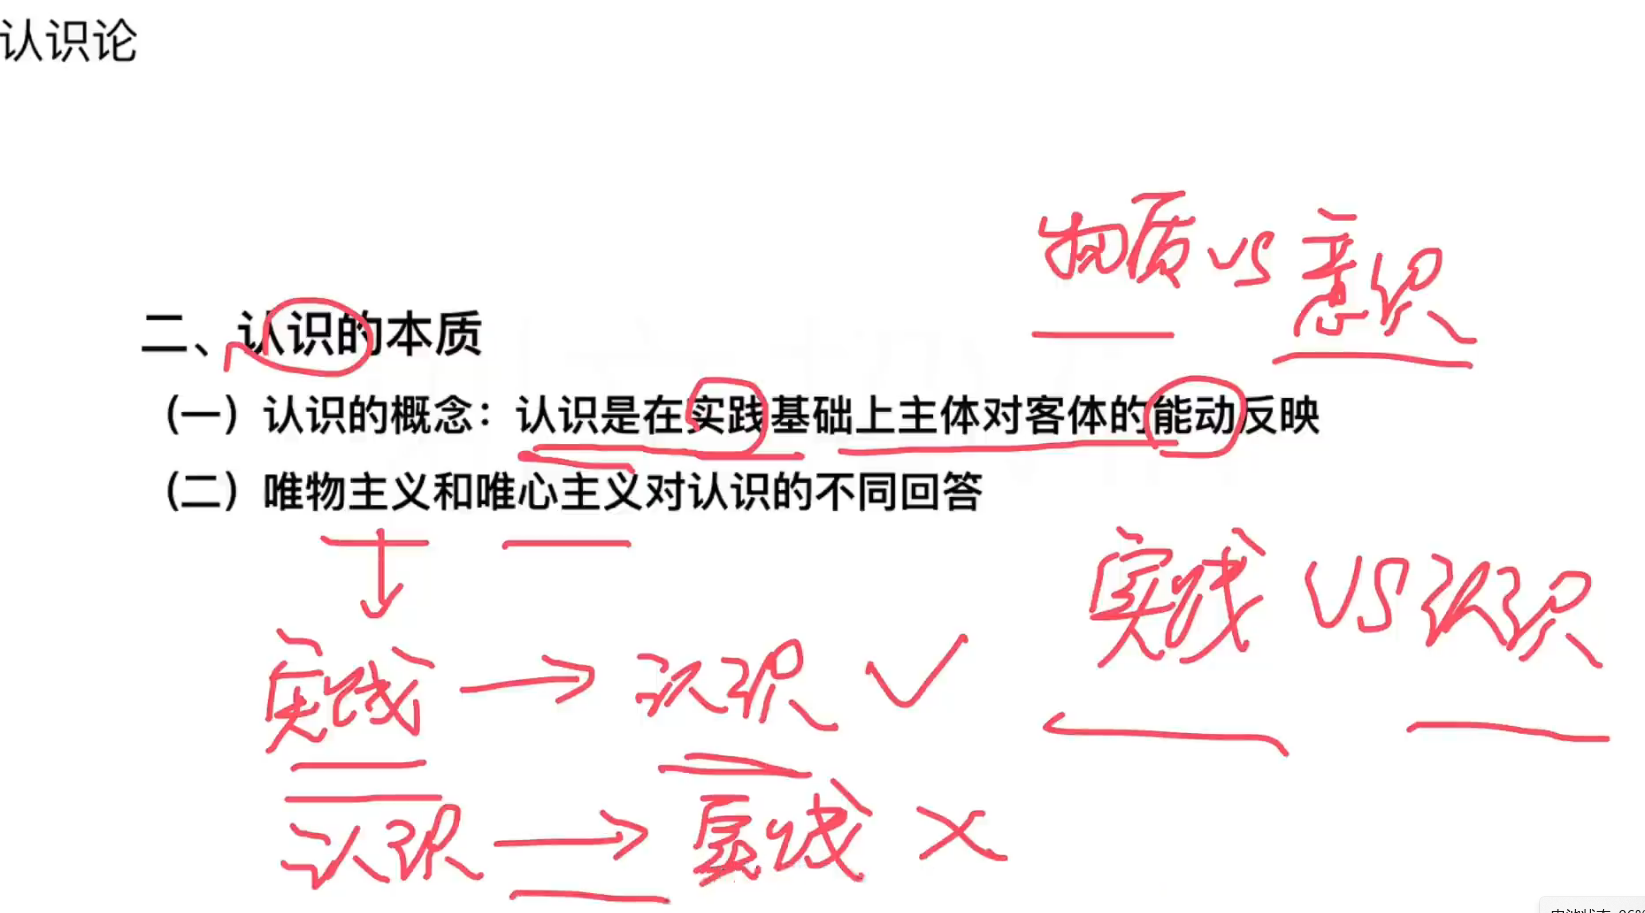 认识论
物质 VS 意识
二、认识的本质
（一）认识的概念：认识是在实践基础上主体对客体的能动反映
（二）唯物主义和唯心主义对认识的不同回答
实践 VS 认识
实践 → 认识 ✓
认识 → 实践 ×